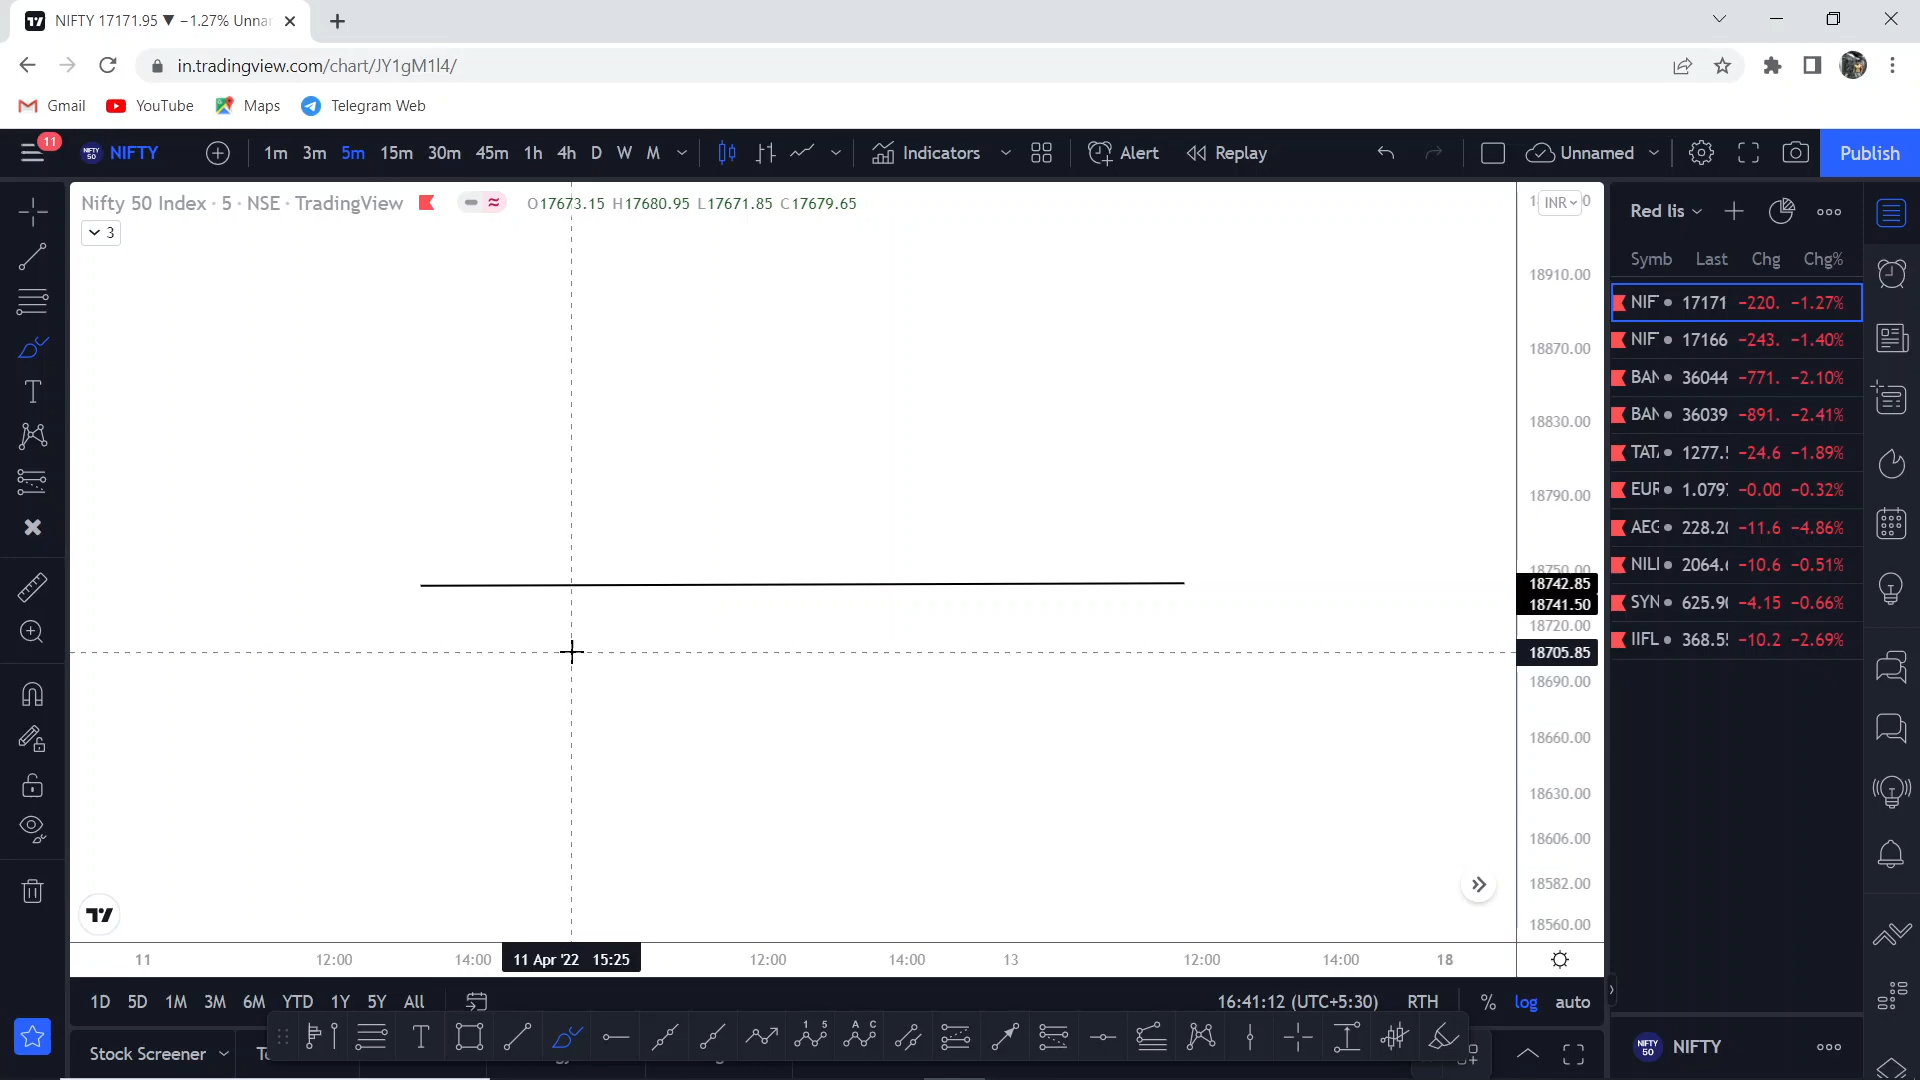 NIFTY 17171.95 ▼ −1.27% Unna
in.tradingview.com/chart/JY1gM1l4/
Gmail YouTube Maps Telegram Web
11
NIFTY 1m 3m 5m 15m 30m 45m 1h 4h D W M Indicators Alert Replay Unnamed Publish
Nifty 50 Index · 5 · NSE · TradingView O17673.15 H17680.95 L17671.85 C17679.65
3
INR
18910.00
18870.00
18830.00
18790.00
18750.00
18742.85
18741.50
18720.00
18705.85
18690.00
18660.00
18630.00
18606.00
18582.00
18560.00
Red lis
Symb Last Chg Chg%
NIF 17171 −220. −1.27%
NIF 17166 −243. −1.40%
BAN 36044 −771. −2.10%
BAN 36039 −891. −2.41%
TAT 1277. −24.6 −1.89%
EUR 1.079 −0.00 −0.32%
AEG 228.20 −11.6 −4.86%
NILI 2064. −10.6 −0.51%
SYN 625.90 −4.15 −0.66%
IIFL 368.5 −10.2 −2.69%
11 12:00 14:00 11 Apr '22 15:25 12:00 14:00 13 12:00 14:00 18
1D 5D 1M 3M 6M YTD 1Y 5Y All 16:41:12 (UTC+5:30) RTH % log auto
Stock Screener
NIFTY
50
NIFTY